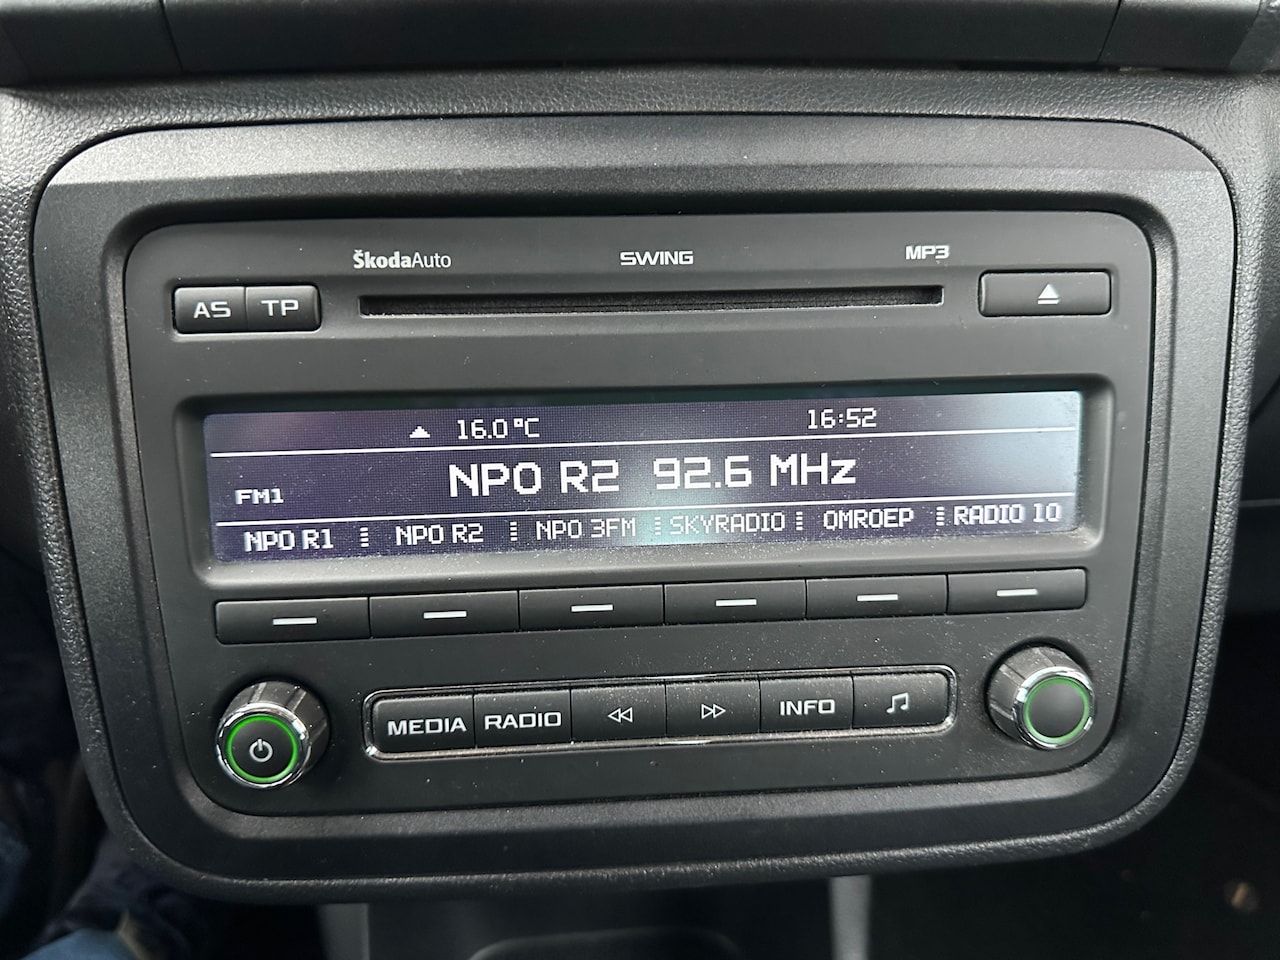 ŠkodaAuto SWING MP3
AS TP
16.0 °C 16:52
FM1 NPO R2 92.6 MHz
NPO R1 NPO R2 NPO 3FM SKYRADIO OMROEP RADIO 10
MEDIA RADIO INFO